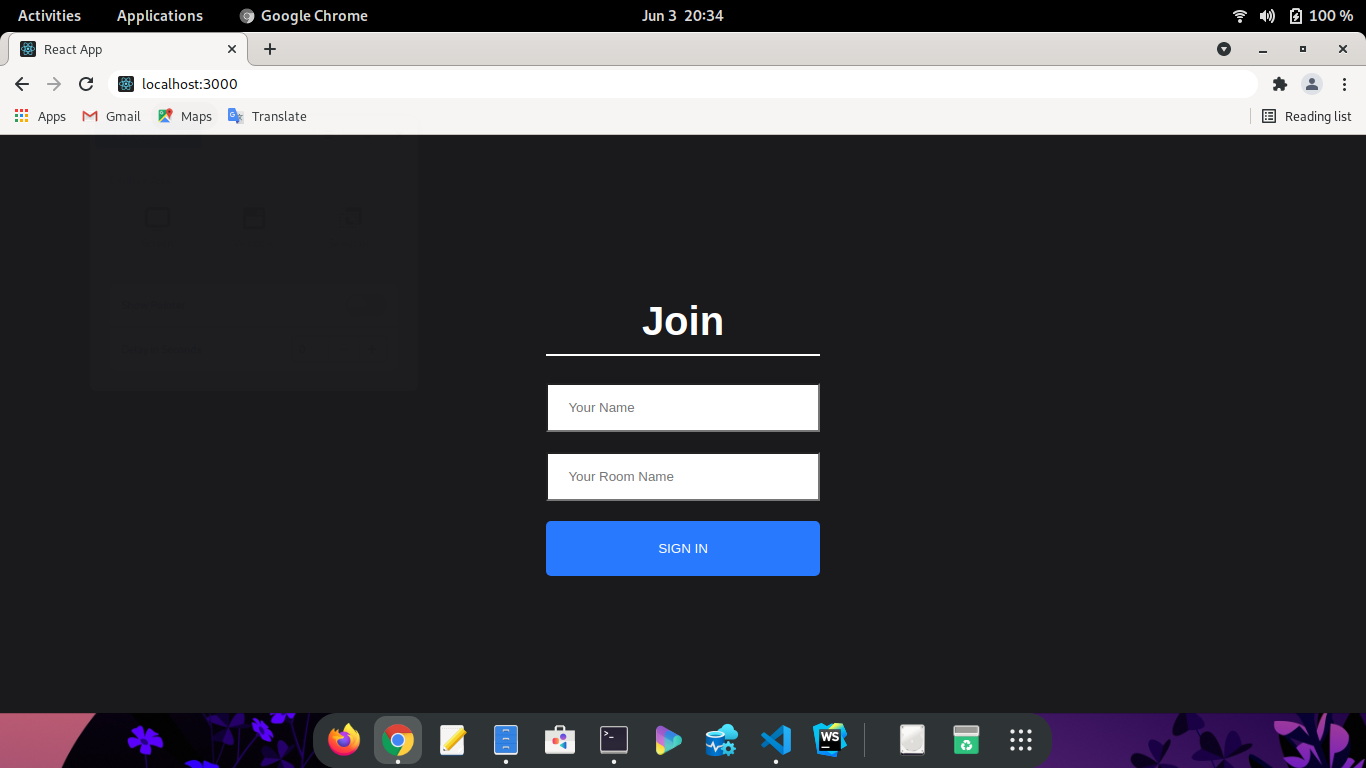 Activities Applications Google Chrome Jun 3 20:34 100 %
React App
localhost:3000
Apps Gmail Maps Translate Reading list
Join
Your Name
Your Room Name
SIGN IN
>_ WS